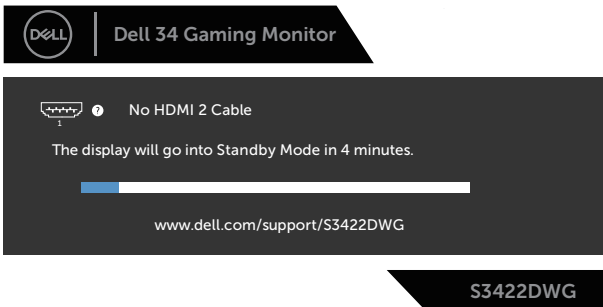 DELL
Dell 34 Gaming Monitor
? No HDMI 2 Cable
1
The display will go into Standby Mode in 4 minutes.
www.dell.com/support/S3422DWG
S3422DWG